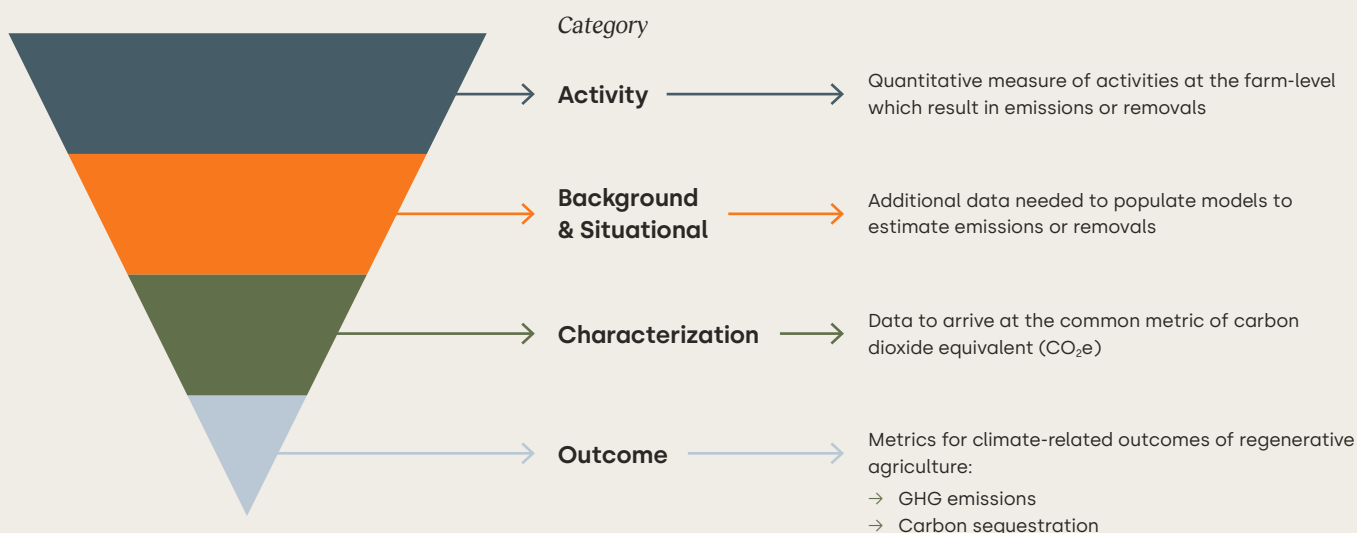 Category
Activity
Quantitative measure of activities at the farm-level
which result in emissions or removals
Background
& Situational
Additional data needed to populate models to
estimate emissions or removals
Characterization
Data to arrive at the common metric of carbon
dioxide equivalent (CO₂e)
Outcome
Metrics for climate-related outcomes of regenerative
agriculture:
→ GHG emissions
→ Carbon sequestration